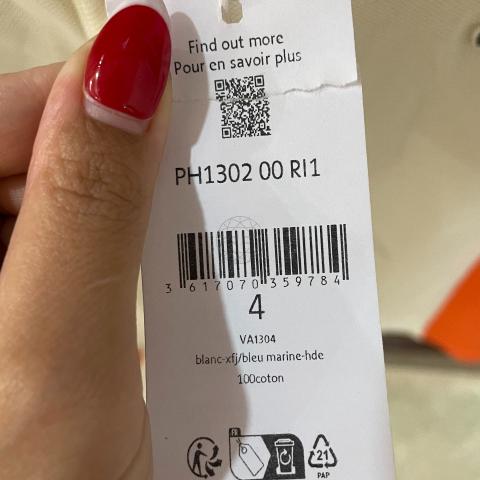 Find out more
Pour en savoir plus
PH1302 00 RI1
3 617070 359784
4
VA1304
blanc-xfj/bleu marine-hde
100coton
FR
21
PAP